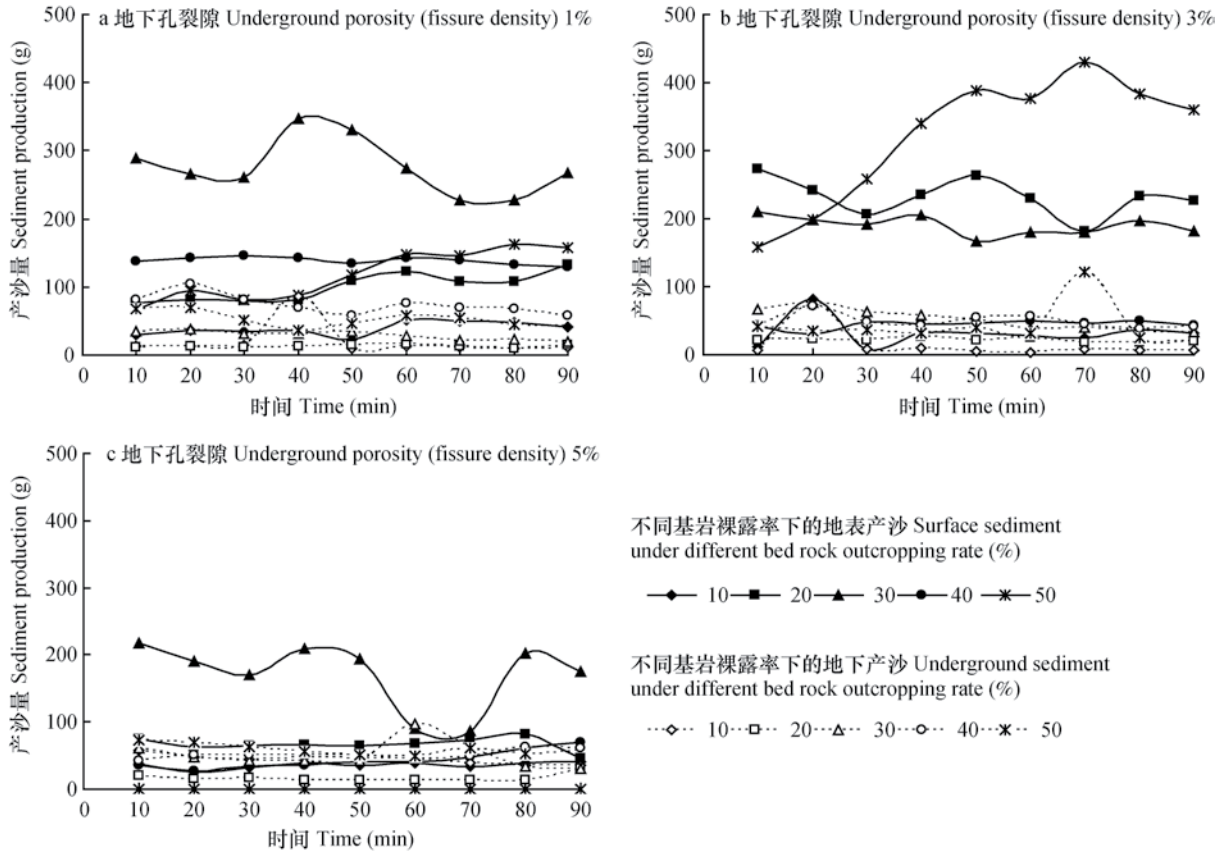 a 地下孔裂隙 Underground porosity (fissure density) 1%
500
400
300
200
100
0
产沙量 Sediment production (g)
0 10 20 30 40 50 60 70 80 90
时间 Time (min)
b 地下孔裂隙 Underground porosity (fissure density) 3%
500
400
300
200
100
0
产沙量 Sediment production (g)
0 10 20 30 40 50 60 70 80 90
时间 Time (min)
c 地下孔裂隙 Underground porosity (fissure density) 5%
500
400
300
200
100
0
产沙量 Sediment production (g)
0 10 20 30 40 50 60 70 80 90
时间 Time (min)
不同基岩裸露率下的地表产沙 Surface sediment
under different bed rock outcropping rate (%)
10 20 30 40 50
不同基岩裸露率下的地下产沙 Underground sediment
under different bed rock outcropping rate (%)
10 20 30 40 50